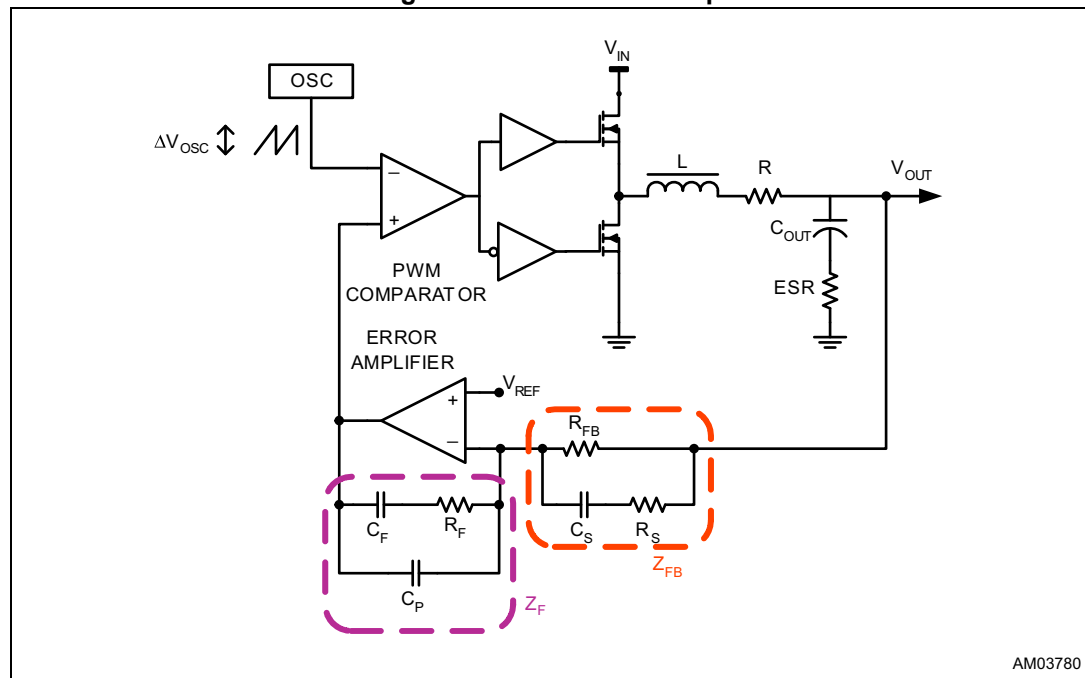 V_IN
OSC
ΔV_OSC
−
+
PWM
COMPARATOR
L
R
V_OUT
C_OUT
ESR
ERROR
AMPLIFIER
V_REF
+
−
R_FB
C_S
R_S
Z_FB
C_F
R_F
C_P
Z_F
AM03780